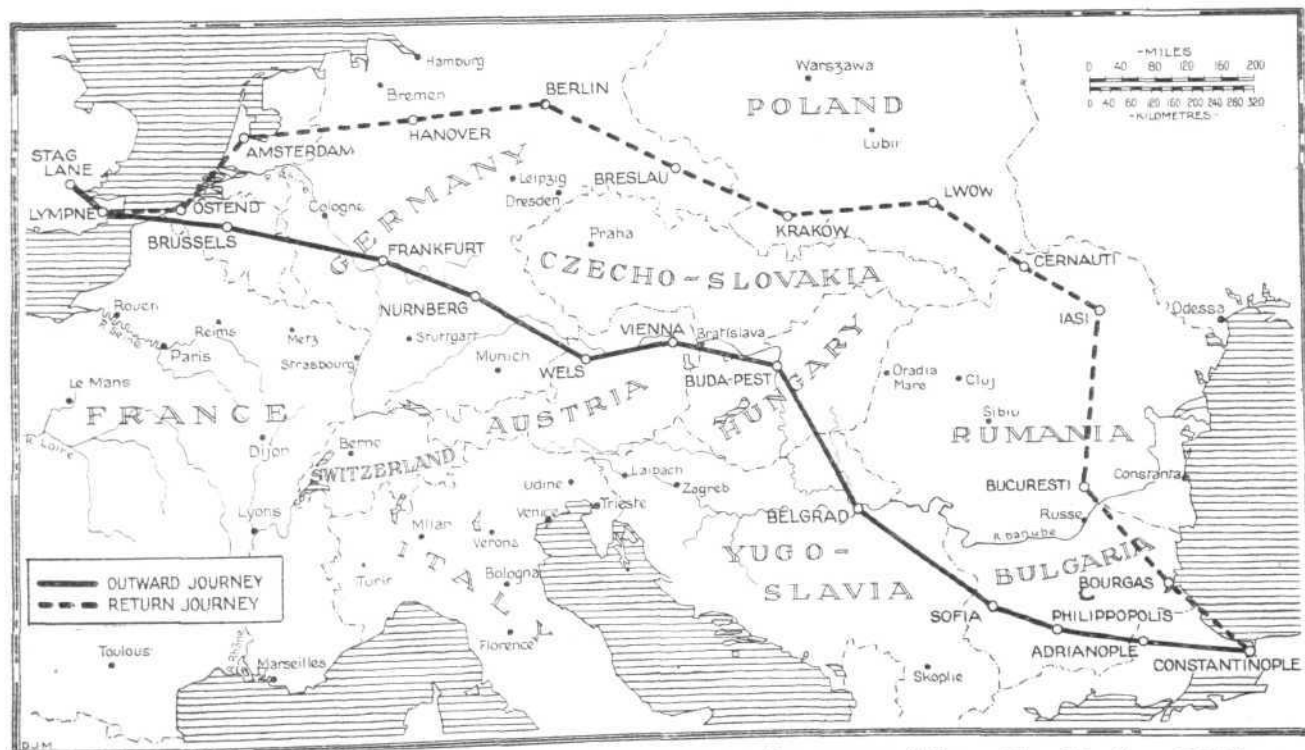 Hamburg
Bremen
BERLIN
HANOVER
AMSTERDAM
Warszawa
POLAND
Lubir
- MILES -
0 40 60 100 160 200
0 40 80 120 160 200 240 280 320
- KILOMETRES -
STAG
LANE
LYMPNE
OSTEND
BRUSSELS
Cologne
GERMANY
Leipzig
Dresden
BRESLAU
KRAKOW
LWOW
CERNAUTI
IASI
Odessa
Praha
CZECHO-SLOVAKIA
FRANKFURT
NURNBERG
Rouen
R. Seine
Paris
Reims
Metz
Strasbourg
Stuttgart
Munich
WELS
VIENNA
Bratislava
BUDA-PEST
HUNGARY
Oradia
Mare
Cluj
Sibiu
RUMANIA
Le Mans
FRANCE
R. Loire
Dijon
Berne
SWITZERLAND
AUSTRIA
Lyons
Milan
Turin
Verona
Venice
Udine
Trieste
Laibach
Zagreb
ITALY
Bologna
Florence
BELGRAD
YUGO-
SLAVIA
BUCURESTI
Constanta
Russe
R. Danube
BULGARIA
BOURGAS
SOFIA
PHILIPPOPOLIS
ADRIANOPLE
CONSTANTINOPLE
Skoplie
OUTWARD JOURNEY
RETURN JOURNEY
Toulous
R. Rhône
Marseilles
D.J.M.